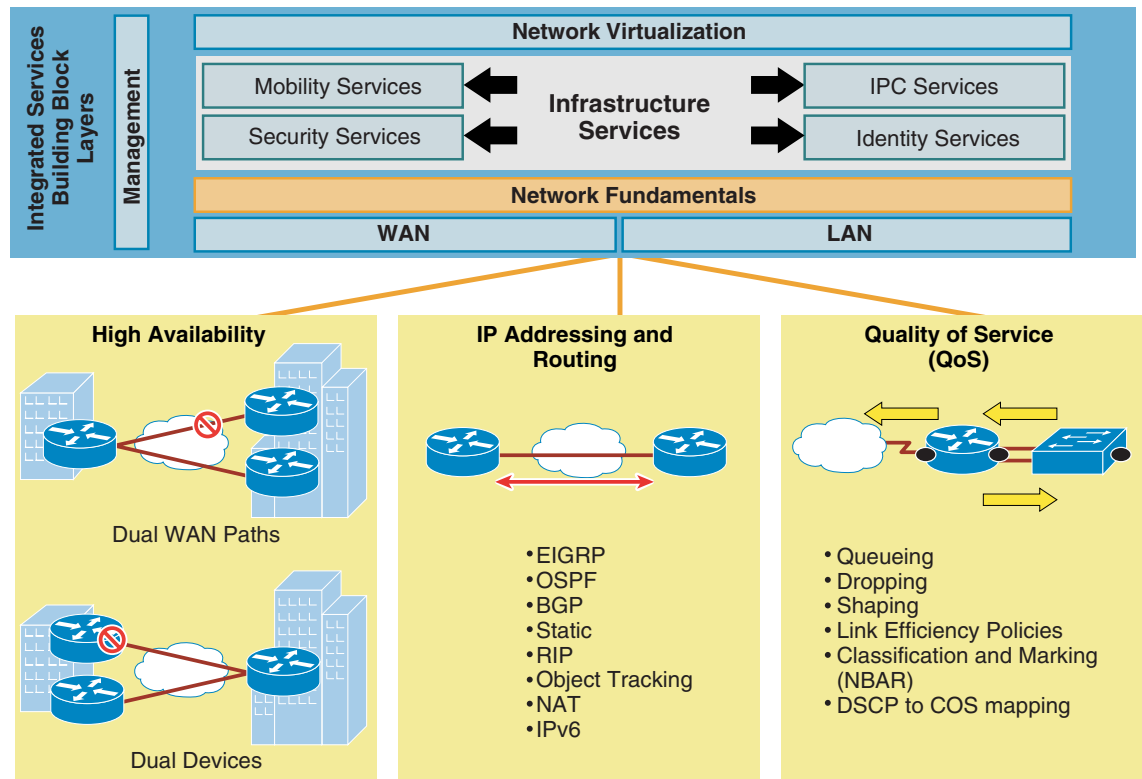 Integrated Services
Building Block
Layers
Management
Network Virtualization
Mobility Services
Security Services
Infrastructure
Services
IPC Services
Identity Services
Network Fundamentals
WAN
LAN
High Availability
Dual WAN Paths
Dual Devices
IP Addressing and
Routing
•EIGRP
•OSPF
•BGP
•Static
•RIP
•Object Tracking
•NAT
•IPv6
Quality of Service
(QoS)
• Queueing
• Dropping
• Shaping
• Link Efficiency Policies
• Classification and Marking
(NBAR)
• DSCP to COS mapping